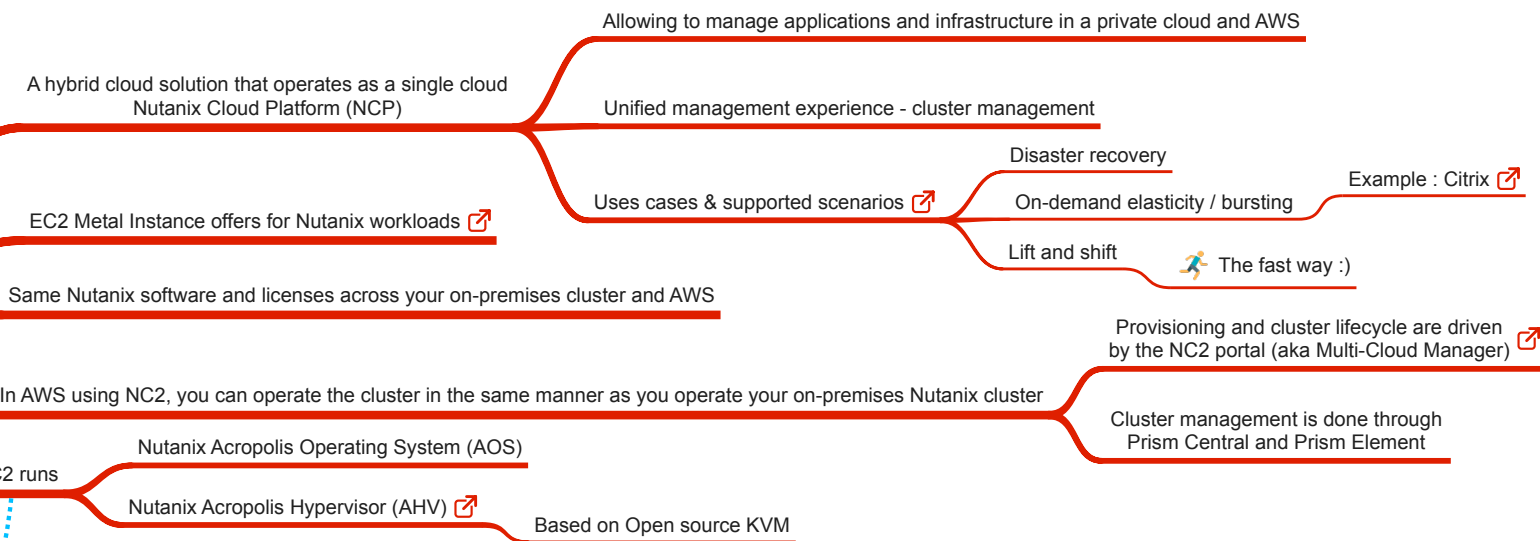 Allowing to manage applications and infrastructure in a private cloud and AWS
A hybrid cloud solution that operates as a single cloud
Nutanix Cloud Platform (NCP)
Unified management experience - cluster management
Uses cases & supported scenarios
Disaster recovery
On-demand elasticity / bursting
Example : Citrix
Lift and shift
The fast way :)
EC2 Metal Instance offers for Nutanix workloads
Same Nutanix software and licenses across your on-premises cluster and AWS
In AWS using NC2, you can operate the cluster in the same manner as you operate your on-premises Nutanix cluster
Provisioning and cluster lifecycle are driven
by the NC2 portal (aka Multi-Cloud Manager)
Cluster management is done through
Prism Central and Prism Element
C2 runs
Nutanix Acropolis Operating System (AOS)
Nutanix Acropolis Hypervisor (AHV)
Based on Open source KVM